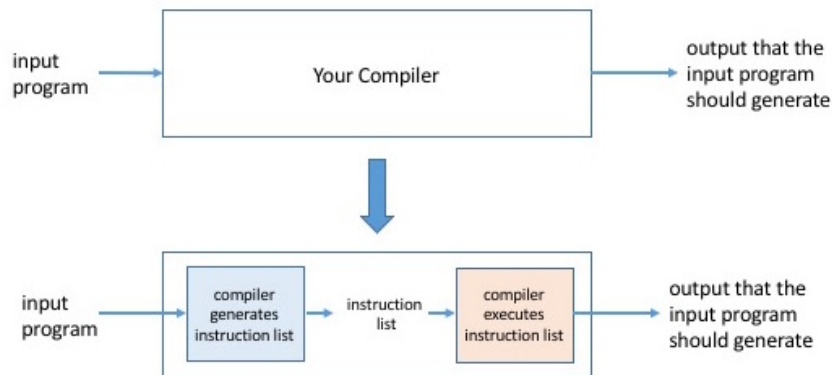 input
program
Your Compiler
output that the
input program
should generate
input
program
compiler
generates
instruction list
instruction
list
compiler
executes
instruction list
output that the
input program
should generate